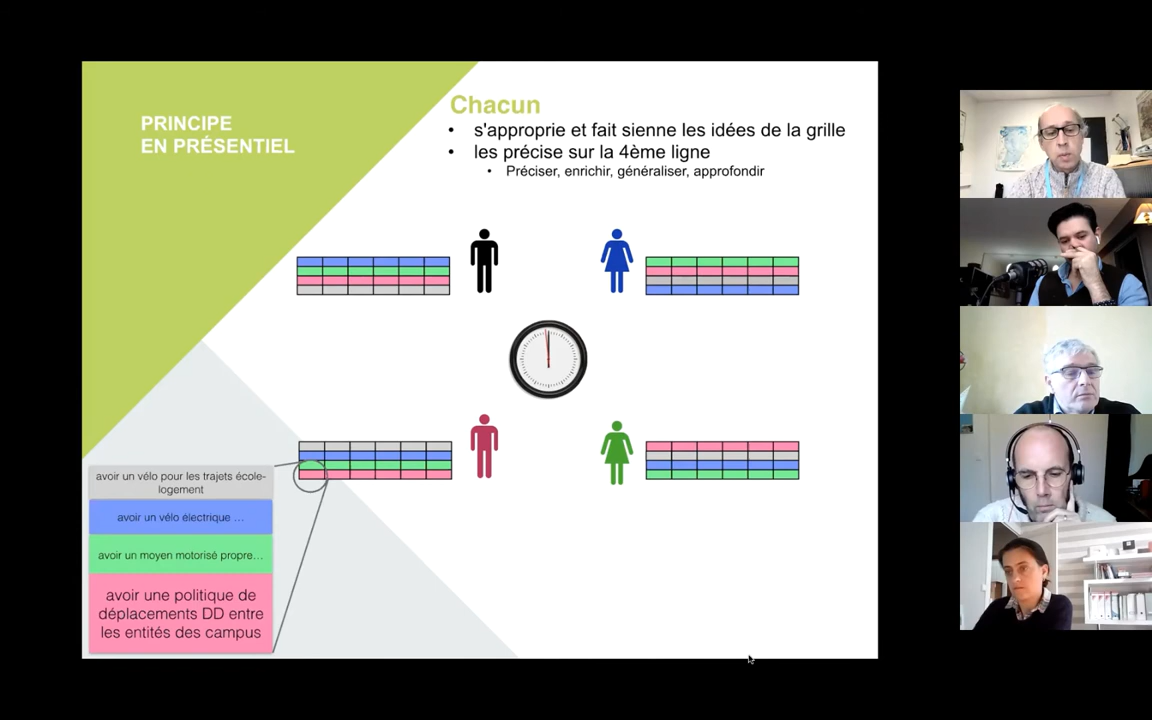 PRINCIPE
EN PRÉSENTIEL
Chacun
• s'approprie et fait sienne les idées de la grille
• les précise sur la 4ème ligne
• Préciser, enrichir, généraliser, approfondir
avoir un vélo pour les trajets école-
logement
avoir un vélo électrique ...
avoir un moyen motorisé propre...
avoir une politique de
déplacements DD entre
les entités des campus